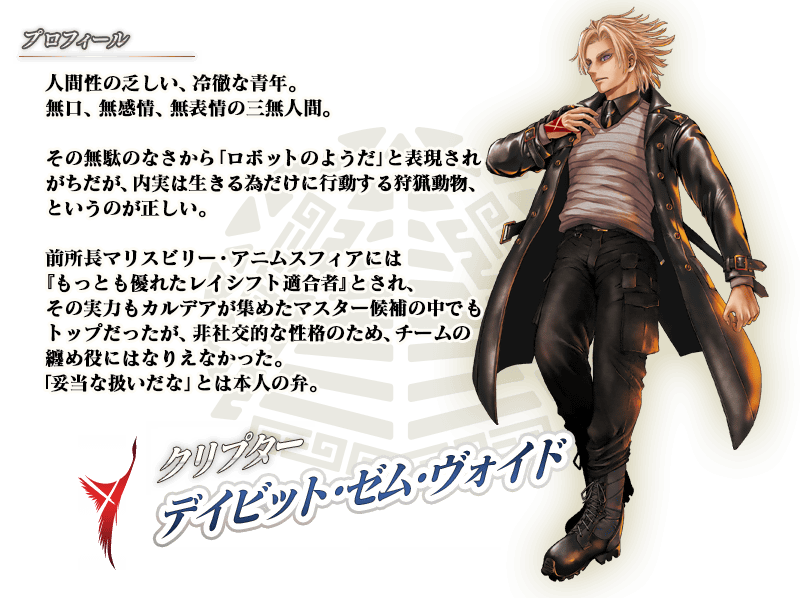 プロフィール
人間性の乏しい、冷徹な青年。
無口、無感情、無表情の三無人間。
その無駄のなさから「ロボットのようだ」と表現され
がちだが、内実は生きる為だけに行動する狩猟動物、
というのが正しい。
前所長マリスビリー・アニムスフィアには
『もっとも優れたレイシフト適合者』とされ、
その実力もカルデアが集めたマスター候補の中でも
トップだったが、非社交的な性格のため、チームの
纏め役にはなりえなかった。
「妥当な扱いだな」とは本人の弁。
クリプター
デイビット・ゼム・ヴォイド